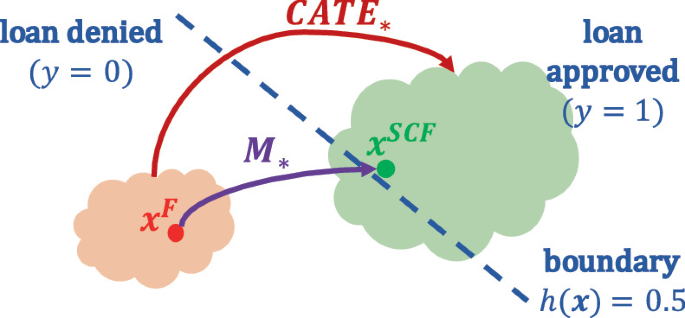 CATE*
loan denied
(y = 0)
loan
approved
(y = 1)
x^SCF
M*
x^F
boundary
h(x) = 0.5